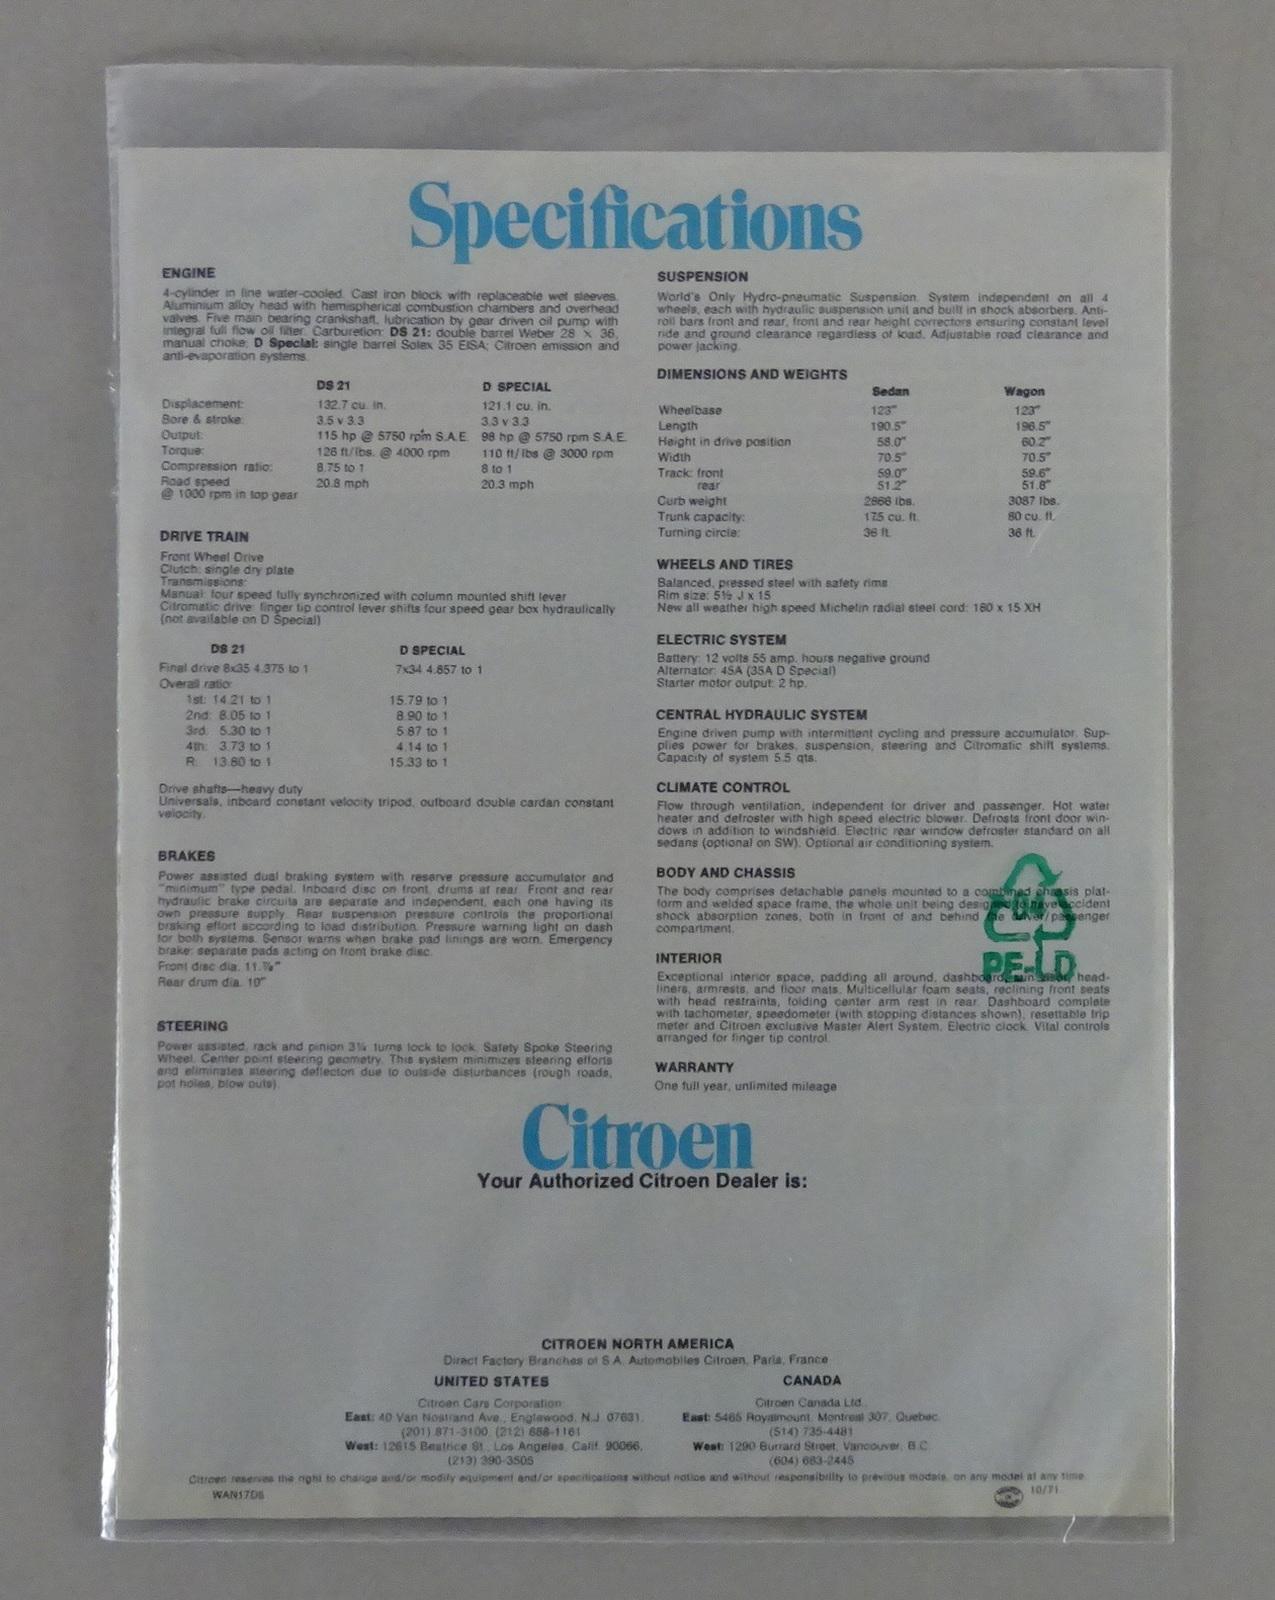 Specifications
ENGINE
4-cylinder in line water-cooled. Cast iron block with replaceable wet sleeves.
Aluminium alloy head with hemispherical combustion chambers and overhead
valves. Five main bearing crankshaft, lubrication by gear driven oil pump with
integral full flow oil filter. Carburetion: DS 21: double barrel Weber 28 x 36,
manual choke; D Special: single barrel Solex 35 EISA; Citroen emission and
anti-evaporation systems.
DS 21 D SPECIAL
Displacement: 132.7 cu. in. 121.1 cu. in.
Bore & stroke: 3.5 v 3.3 3.3 v 3.3
Output: 115 hp @ 5750 rpm S.A.E. 98 hp @ 5750 rpm S.A.E.
Torque: 126 ft/lbs. @ 4000 rpm 110 ft/lbs @ 3000 rpm
Compression ratio: 8.75 to 1 8 to 1
Road speed 20.8 mph 20.3 mph
@ 1000 rpm in top gear
DRIVE TRAIN
Front Wheel Drive
Clutch: single dry plate
Transmissions:
Manual: four speed fully synchronized with column mounted shift lever
Citromatic drive: finger tip control lever shifts four speed gear box hydraulically
(not available on D Special)
DS 21 D SPECIAL
Final drive 8x35 4.375 to 1 7x34 4.857 to 1
Overall ratio:
1st: 14.21 to 1 15.79 to 1
2nd: 8.05 to 1 8.90 to 1
3rd. 5.30 to 1 5.87 to 1
4th: 3.73 to 1 4.14 to 1
R: 13.80 to 1 15.33 to 1
Drive shafts—heavy duty
Universals, inboard constant velocity tripod, outboard double cardan constant
velocity.
BRAKES
Power assisted dual braking system with reserve pressure accumulator and
"minimum" type pedal. Inboard disc on front, drums at rear. Front and rear
hydraulic brake circuits are separate and independent, each one having its
own pressure supply. Rear suspension pressure controls the proportional
braking effort according to load distribution. Pressure warning light on dash
for both systems. Sensor warns when brake pad linings are worn. Emergency
brake: separate pads acting on front brake disc.
Front disc dia. 11.⅞"
Rear drum dia. 10"
STEERING
Power assisted, rack and pinion 3¼ turns lock to lock. Safety Spoke Steering
Wheel. Center point steering geometry. This system minimizes steering efforts
and eliminates steering deflecton due to outside disturbances (rough roads,
pot holes, blow outs).
SUSPENSION
World's Only Hydro-pneumatic Suspension. System independent on all 4
wheels, each with hydraulic suspension unit and built in shock absorbers. Anti-
roll bars front and rear, front and rear height correctors ensuring constant level
ride and ground clearance regardless of load. Adjustable road clearance and
power jacking.
DIMENSIONS AND WEIGHTS
Sedan Wagon
Wheelbase 123" 123"
Length 190.5" 196.5"
Height in drive position 58.0" 60.2"
Width 70.5" 70.5"
Track: front 59.0" 59.6"
rear 51.2" 51.8"
Curb weight 2866 lbs. 3087 lbs.
Trunk capacity: 17.5 cu. ft. 80 cu. ft.
Turning circle: 36 ft. 36 ft.
WHEELS AND TIRES
Balanced, pressed steel with safety rims
Rim size: 5½ J x 15
New all weather high speed Michelin radial steel cord: 180 x 15 XH
ELECTRIC SYSTEM
Battery: 12 volts 55 amp. hours negative ground
Alternator: 45A (35A D Special)
Starter motor output: 2 hp.
CENTRAL HYDRAULIC SYSTEM
Engine driven pump with intermittent cycling and pressure accumulator. Sup-
plies power for brakes, suspension, steering and Citromatic shift systems.
Capacity of system 5.5 qts.
CLIMATE CONTROL
Flow through ventilation, independent for driver and passenger. Hot water
heater and defroster with high speed electric blower. Defrosts front door win-
dows in addition to windshield. Electric rear window defroster standard on all
sedans (optional on SW). Optional air conditioning system.
BODY AND CHASSIS
The body comprises detachable panels mounted to a combined chassis plat-
form and welded space frame, the whole unit being designed to have accident
shock absorption zones, both in front of and behind the driver/passenger
compartment.
PE-LD
INTERIOR
Exceptional interior space, padding all around, dashboard, sun visor, head-
liners, armrests, and floor mats. Multicellular foam seats, reclining front seats
with head restraints, folding center arm rest in rear. Dashboard complete
with tachometer, speedometer (with stopping distances shown), resettable trip
meter and Citroen exclusive Master Alert System. Electric clock. Vital controls
arranged for finger tip control.
WARRANTY
One full year, unlimited mileage
Citroen
Your Authorized Citroen Dealer is:
CITROEN NORTH AMERICA
Direct Factory Branches of S.A. Automobiles Citroen, Paris, France
UNITED STATES CANADA
Citroen Cars Corporation Citroen Canada Ltd.
East: 40 Van Nostrand Ave., Englewood, N.J. 07631, East: 5465 Royalmount, Montreal 307, Quebec,
(201) 871-3100, (212) 668-1161 (514) 735-4481
West: 12615 Beatrice St., Los Angeles, Calif. 90066, West: 1290 Burrard Street, Vancouver, B.C.
(213) 390-3505 (604) 683-2445
Citroen reserves the right to change and/or modify equipment and/or specifications without notice and without responsibility to previous models, on any model at any time.
WAN17DS 10/71